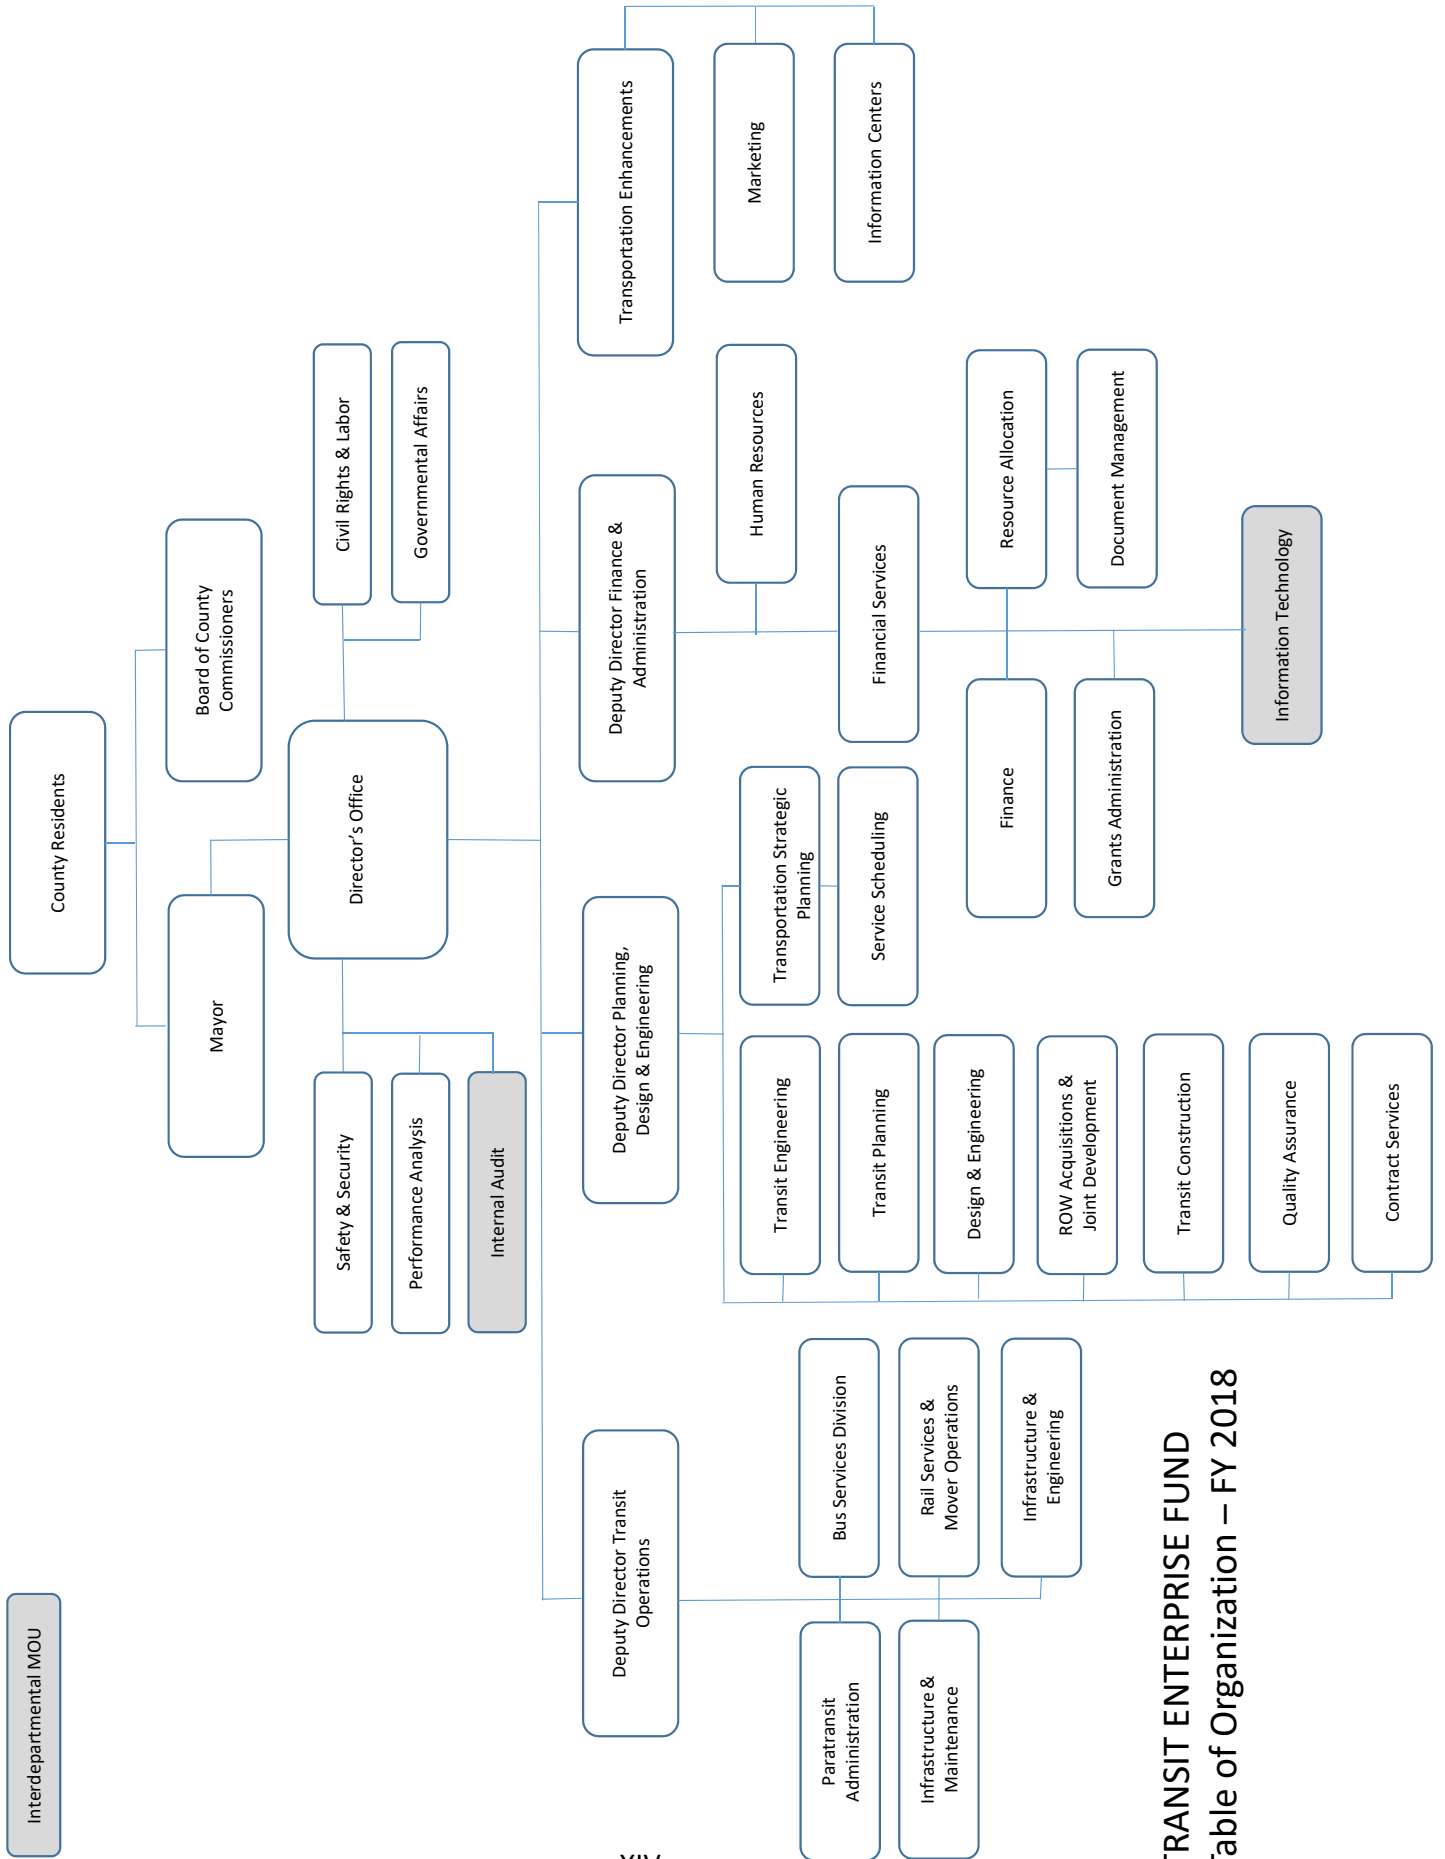 Interdepartmental MOU
County Residents
Mayor
Board of County
Commissioners
Director's Office
Safety & Security
Performance Analysis
Internal Audit
Civil Rights & Labor
Governmental Affairs
Deputy Director Transit
Operations
Paratransit
Administration
Bus Services Division
Infrastructure &
Maintenance
Rail Services &
Mover Operations
Infrastructure &
Engineering
Deputy Director Planning,
Design & Engineering
Transit Engineering
Transit Planning
Design & Engineering
ROW Acquisitions &
Joint Development
Transit Construction
Quality Assurance
Contract Services
Transportation Strategic
Planning
Service Scheduling
Deputy Director Finance &
Administration
Human Resources
Financial Services
Finance
Resource Allocation
Grants Administration
Document Management
Information Technology
Transportation Enhancements
Marketing
Information Centers
TRANSIT ENTERPRISE FUND
Table of Organization – FY 2018
XIV